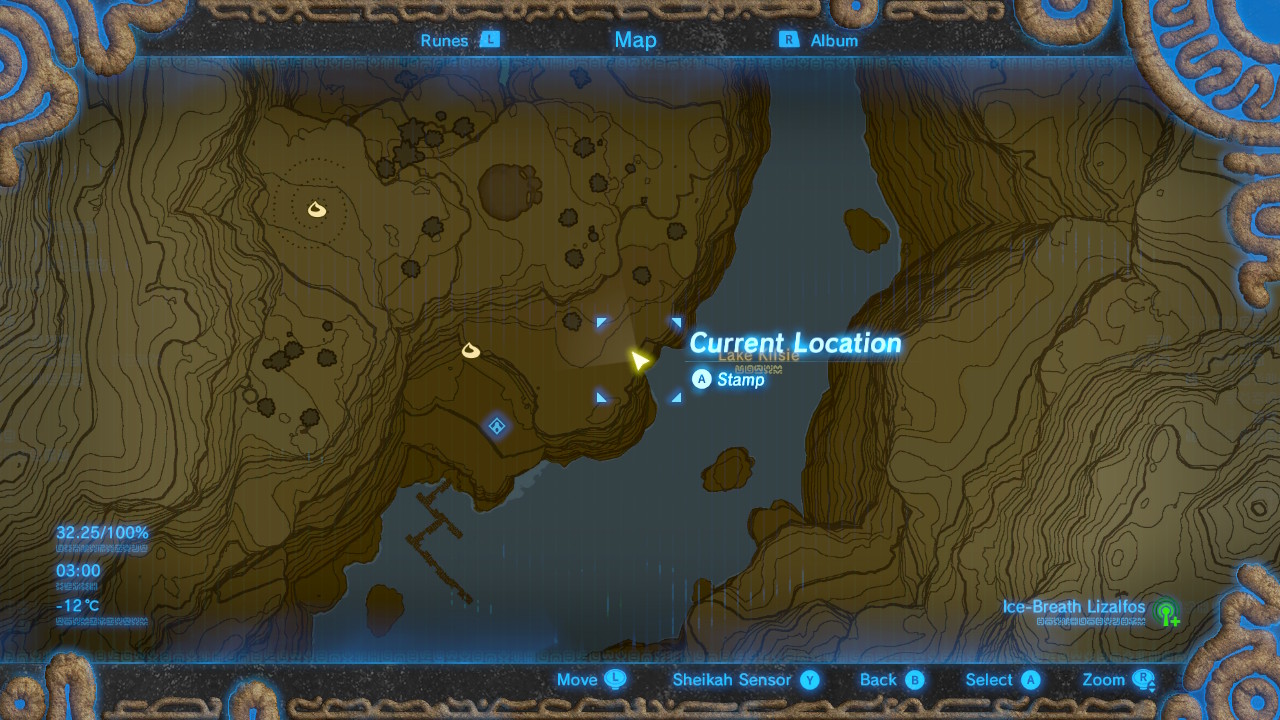 Runes L
Map
R Album
Current Location
Lake Kilsie
A Stamp
32.25/100%
03:00
-12°C
Ice-Breath Lizalfos
Move L
Sheikah Sensor Y
Back B
Select A
Zoom R